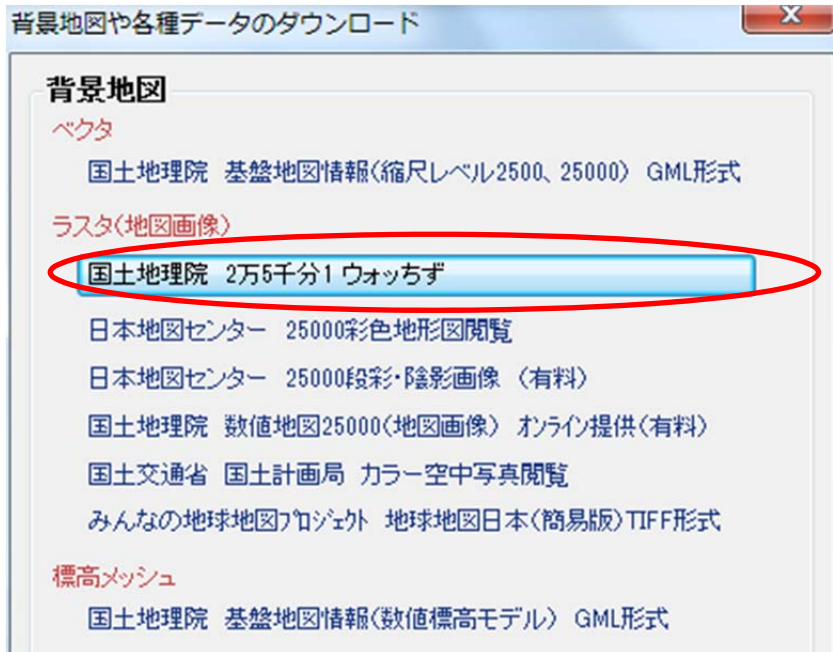 背景地図や各種データのダウンロード
背景地図
ベクタ
国土地理院 基盤地図情報(縮尺レベル2500、25000) GML形式
ラスタ(地図画像)
国土地理院 2万5千分1 ウォッちず
日本地図センター 25000彩色地形図閲覧
日本地図センター 25000段彩・陰影画像 (有料)
国土地理院 数値地図25000(地図画像) オンライン提供(有料)
国土交通省 国土計画局 カラー空中写真閲覧
みんなの地球地図プロジェクト 地球地図日本(簡易版)TIFF形式
標高メッシュ
国土地理院 基盤地図情報(数値標高モデル) GML形式